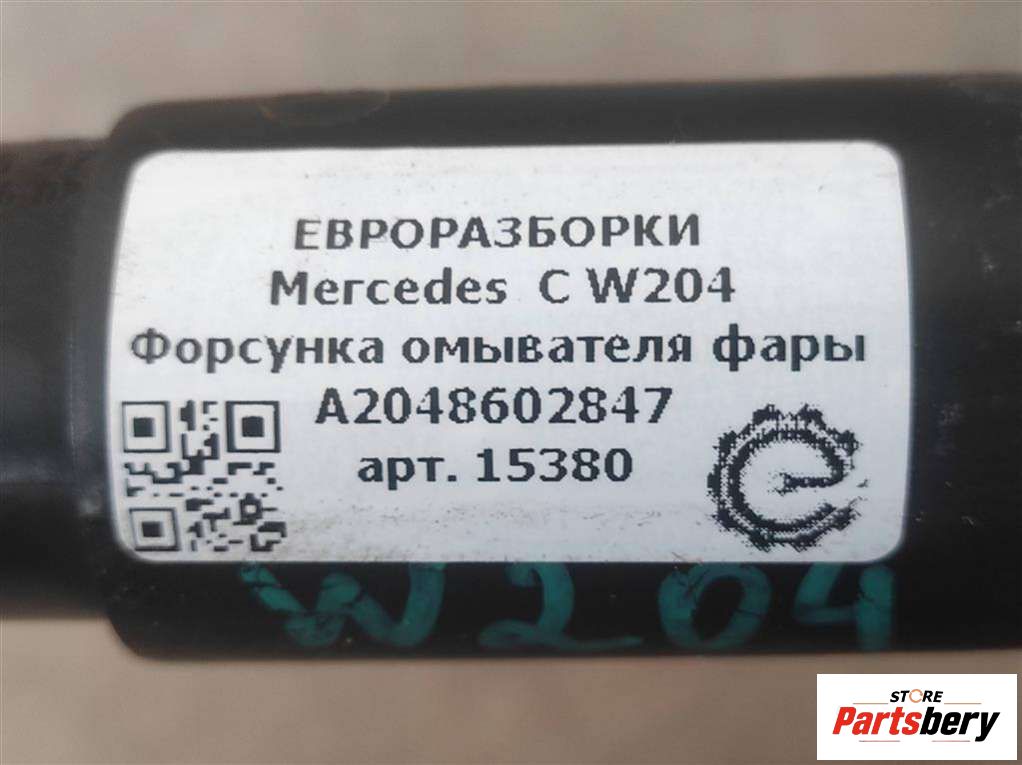 ЕВРОРАЗБОРКИ
Mercedes C W204
Форсунка омывателя фары
A2048602847
арт. 15380
W204
STORE
Partsbery